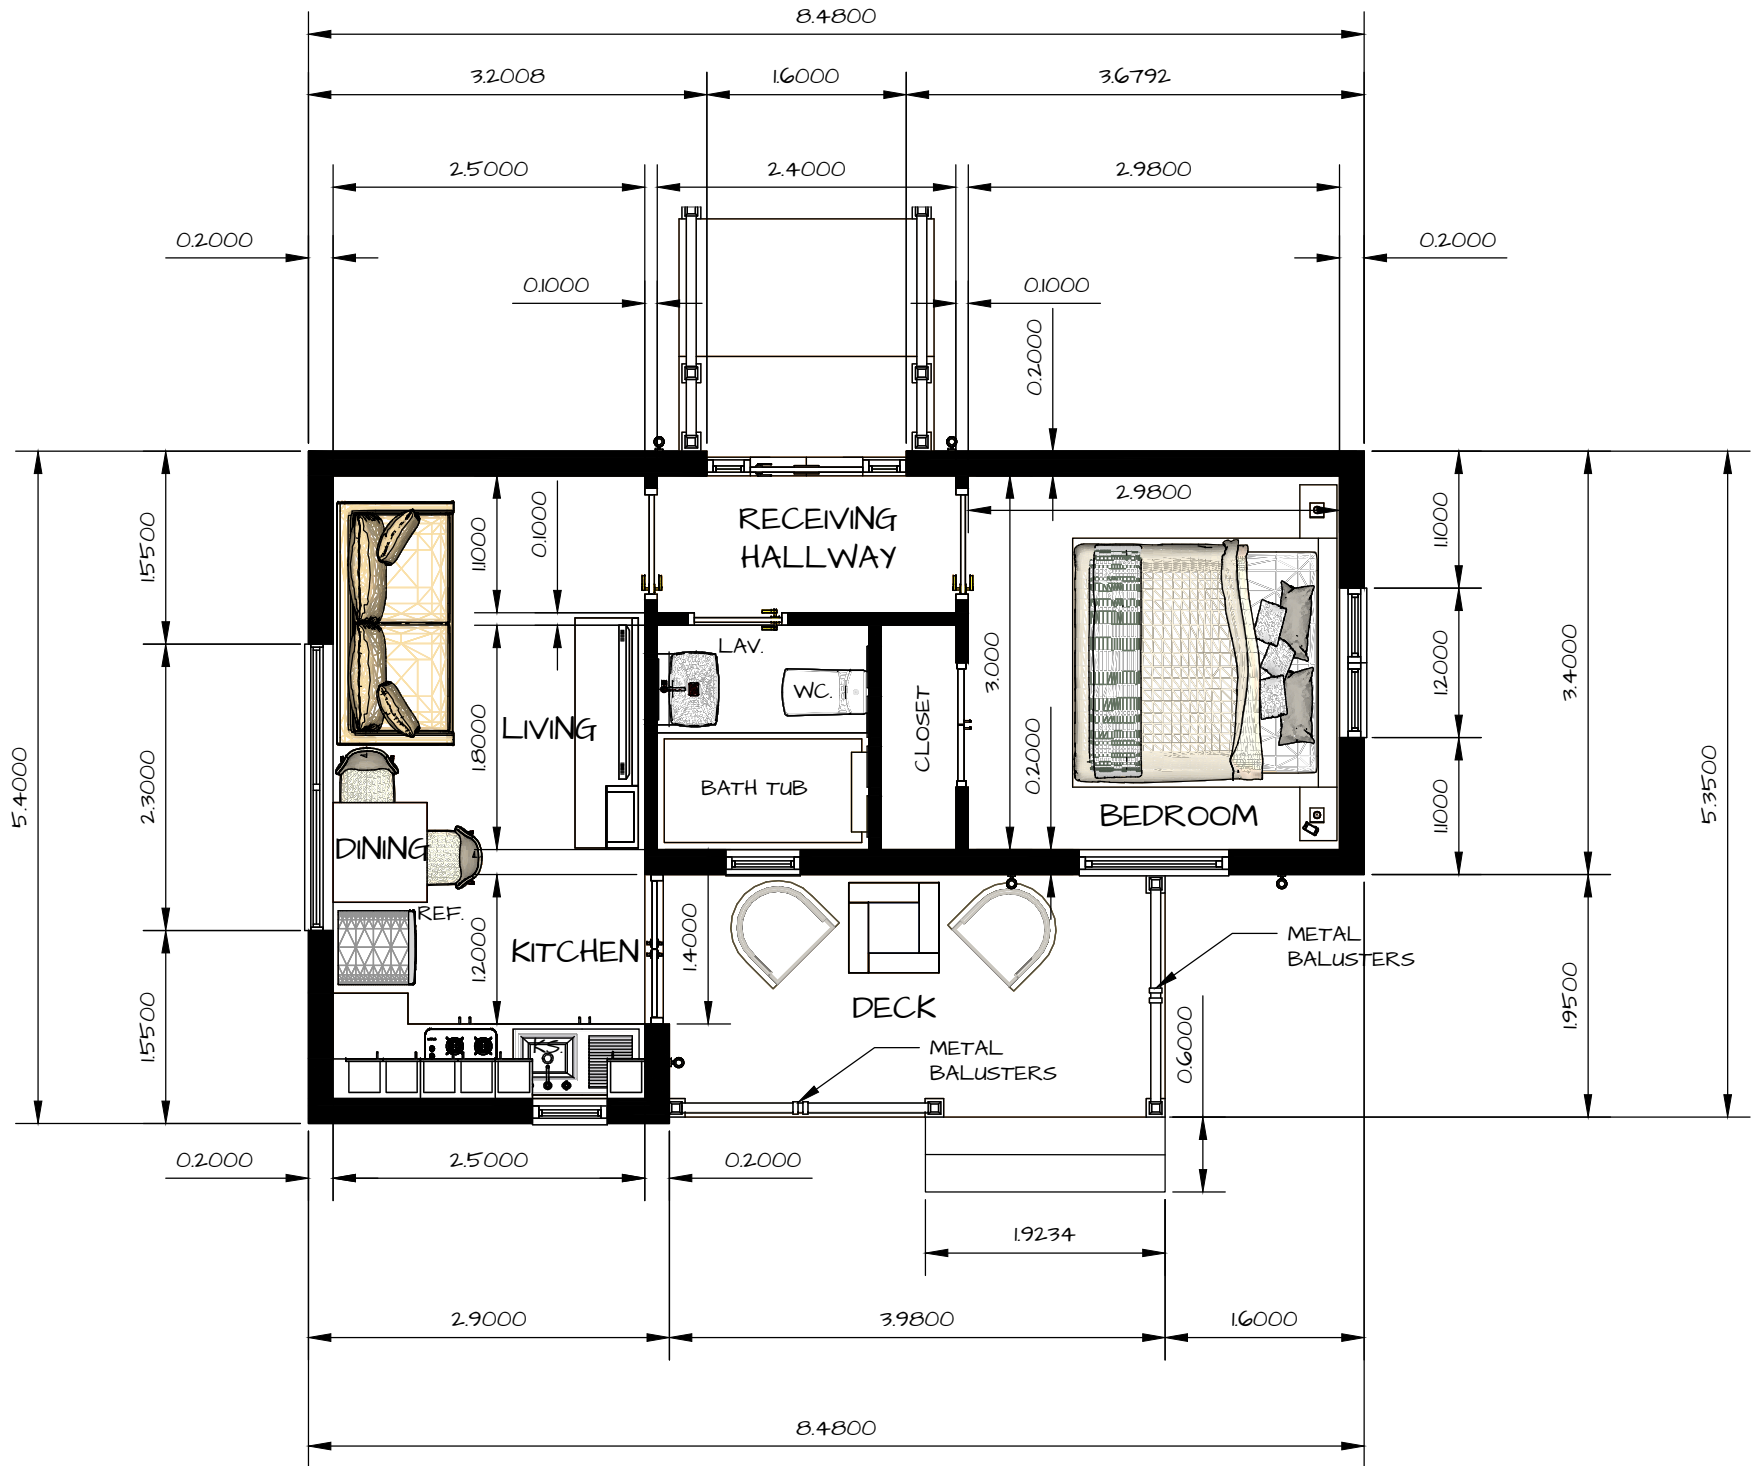 8.4800
3.2008 1.6000 3.6792
2.5000 2.4000 2.9800
0.2000 0.2000
0.1000 0.1000
0.2000
2.9800
1.5500 1.1000 0.1000 1.1000
RECEIVING
HALLWAY
LAV.
WC.
3.000
1.2000
3.4000
LIVING
1.8000
CLOSET
0.2000
5.4000
2.3000
BATH TUB
BEDROOM
1.1000
5.3500
DINING
REF.
KITCHEN
1.2000
1.4000
METAL
BALUSTERS
DECK
1.5500
1.9500
K.S.
METAL
BALUSTERS
0.6000
0.2000 2.5000 0.2000
1.9234
2.9000 3.9800 1.6000
8.4800